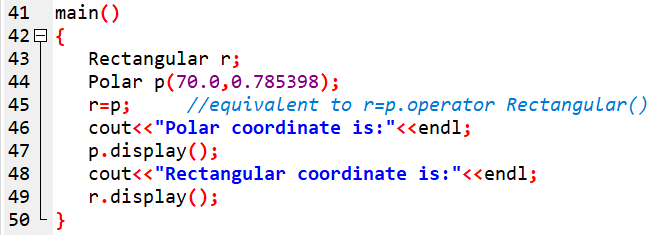 41 main()
42 {
43 Rectangular r;
44 Polar p(70.0,0.785398);
45 r=p; //equivalent to r=p.operator Rectangular()
46 cout<<"Polar coordinate is:"<<endl;
47 p.display();
48 cout<<"Rectangular coordinate is:"<<endl;
49 r.display();
50 }